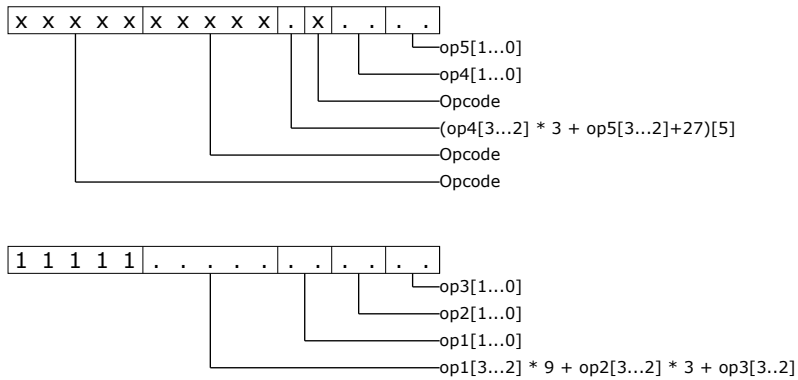 x x x x x x x x x x . x . . . .
op5[1...0]
op4[1...0]
Opcode
(op4[3...2] * 3 + op5[3...2]+27)[5]
Opcode
Opcode
1 1 1 1 1 . . . . . . . . . . .
op3[1...0]
op2[1...0]
op1[1...0]
op1[3...2] * 9 + op2[3...2] * 3 + op3[3..2]